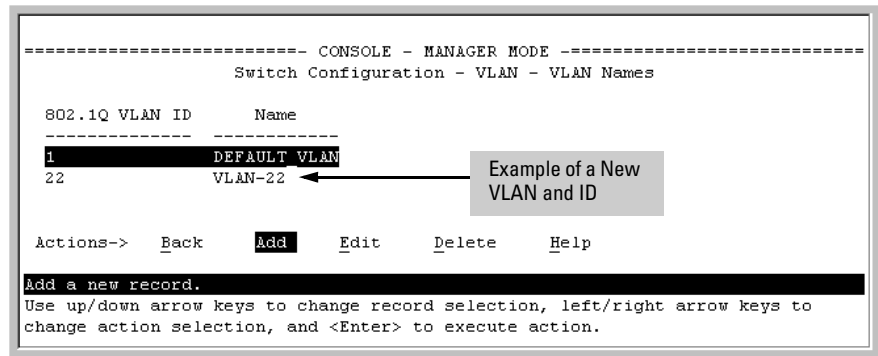 ===========================- CONSOLE - MANAGER MODE -============================
Switch Configuration - VLAN - VLAN Names
802.1Q VLAN ID Name
-------------- ------------
1 DEFAULT_VLAN
22 VLAN-22
Example of a New
VLAN and ID
Actions-> Back Add Edit Delete Help
Add a new record.
Use up/down arrow keys to change record selection, left/right arrow keys to
change action selection, and <Enter> to execute action.